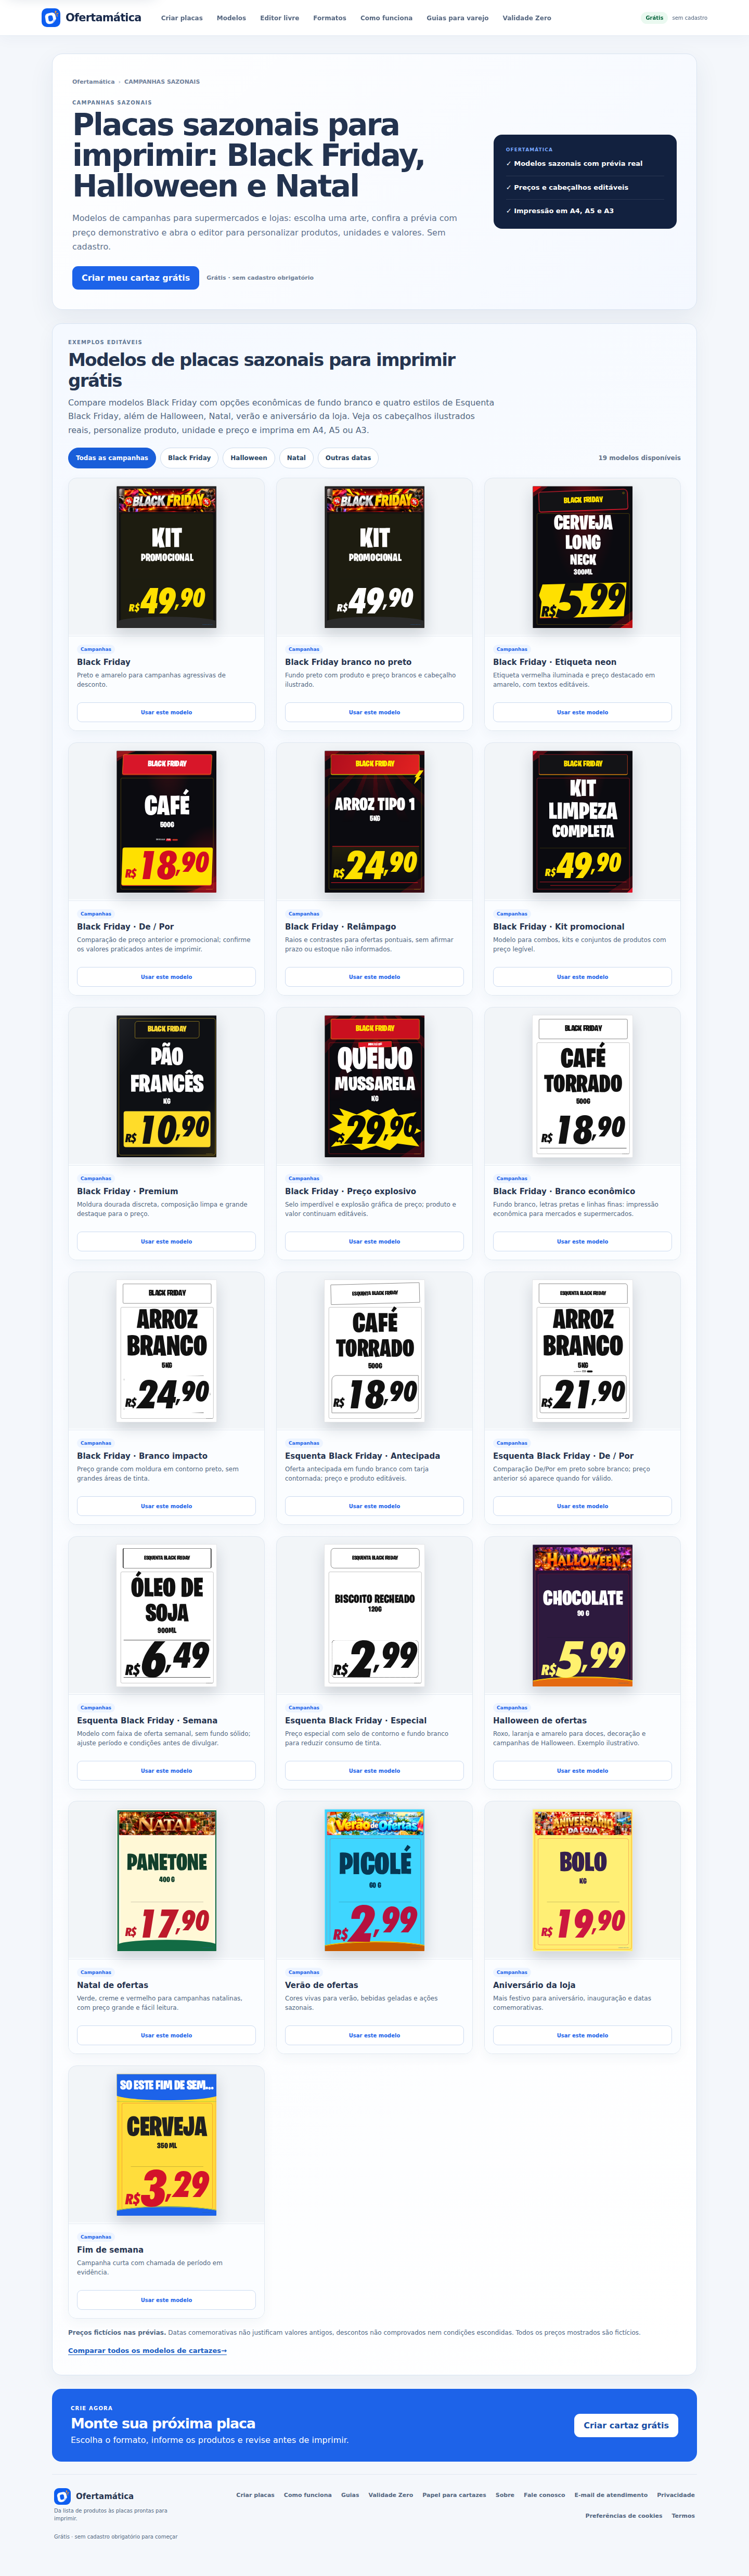 Ofertamática
Criar placas
Modelos
Editor livre
Formatos
Como funciona
Guias para varejo
Validade Zero
Grátis
sem cadastro
Ofertamática · CAMPANHAS SAZONAIS
CAMPANHAS SAZONAIS
Placas sazonais para
imprimir: Black Friday,
Halloween e Natal
Modelos de campanhas para supermercados e lojas: escolha uma arte, confira a prévia com
preço demonstrativo e abra o editor para personalizar produtos, unidades e valores. Sem
cadastro.
Criar meu cartaz grátis
Grátis · sem cadastro obrigatório
OFERTAMÁTICA
✓ Modelos sazonais com prévia real
✓ Preços e cabeçalhos editáveis
✓ Impressão em A4, A5 e A3
EXEMPLOS EDITÁVEIS
Modelos de placas sazonais para imprimir
grátis
Compare modelos Black Friday com opções econômicas de fundo branco e quatro estilos de Esquenta
Black Friday, além de Halloween, Natal, verão e aniversário da loja. Veja os cabeçalhos ilustrados
reais, personalize produto, unidade e preço e imprima em A4, A5 ou A3.
Todas as campanhas
Black Friday
Halloween
Natal
Outras datas
19 modelos disponíveis
BLACK FRIDAY
KIT
PROMOCIONAL
R$49,90
Campanhas
Black Friday
Preto e amarelo para campanhas agressivas de
desconto.
Usar este modelo
BLACK FRIDAY
KIT
PROMOCIONAL
R$49,90
Campanhas
Black Friday branco no preto
Fundo preto com produto e preço brancos e cabeçalho
ilustrado.
Usar este modelo
BLACK FRIDAY
CERVEJA
LONG
NECK
300ML
R$5,99
Campanhas
Black Friday · Etiqueta neon
Etiqueta vermelha iluminada e preço destacado em
amarelo, com textos editáveis.
Usar este modelo
BLACK FRIDAY
CAFÉ
500G
R$18,90
Campanhas
Black Friday · De / Por
Comparação de preço anterior e promocional; confirme
os valores praticados antes de imprimir.
Usar este modelo
BLACK FRIDAY
ARROZ TIPO 1
5KG
R$24,90
Campanhas
Black Friday · Relâmpago
Raios e contrastes para ofertas pontuais, sem afirmar
prazo ou estoque não informados.
Usar este modelo
BLACK FRIDAY
KIT
LIMPEZA
COMPLETA
R$49,90
Campanhas
Black Friday · Kit promocional
Modelo para combos, kits e conjuntos de produtos com
preço legível.
Usar este modelo
BLACK FRIDAY
PÃO
FRANCÊS
KG
R$10,90
Campanhas
Black Friday · Premium
Moldura dourada discreta, composição limpa e grande
destaque para o preço.
Usar este modelo
BLACK FRIDAY
QUEIJO
MUSSARELA
KG
R$29,90
Campanhas
Black Friday · Preço explosivo
Selo imperdível e explosão gráfica de preço; produto e
valor continuam editáveis.
Usar este modelo
BLACK FRIDAY
CAFÉ
TORRADO
500G
R$18,90
Campanhas
Black Friday · Branco econômico
Fundo branco, letras pretas e linhas finas: impressão
econômica para mercados e supermercados.
Usar este modelo
BLACK FRIDAY
ARROZ
BRANCO
5KG
R$24,90
Campanhas
Black Friday · Branco impacto
Preço grande com moldura em contorno preto, sem
grandes áreas de tinta.
Usar este modelo
ESQUENTA BLACK FRIDAY
CAFÉ
TORRADO
500G
R$18,90
Campanhas
Esquenta Black Friday · Antecipada
Oferta antecipada em fundo branco com tarja
contornada; preço e produto editáveis.
Usar este modelo
ESQUENTA BLACK FRIDAY
ARROZ
BRANCO
5KG
R$21,90
Campanhas
Esquenta Black Friday · De / Por
Comparação De/Por em preto sobre branco; preço
anterior só aparece quando for válido.
Usar este modelo
ESQUENTA BLACK FRIDAY
ÓLEO DE
SOJA
900ML
R$6,49
Campanhas
Esquenta Black Friday · Semana
Modelo com faixa de oferta semanal, sem fundo sólido;
ajuste período e condições antes de divulgar.
Usar este modelo
ESQUENTA BLACK FRIDAY
BISCOITO RECHEADO
120G
R$2,99
Campanhas
Esquenta Black Friday · Especial
Preço especial com selo de contorno e fundo branco
para reduzir consumo de tinta.
Usar este modelo
HALLOWEEN
CHOCOLATE
90 G
R$5,99
Campanhas
Halloween de ofertas
Roxo, laranja e amarelo para doces, decoração e
campanhas de Halloween. Exemplo ilustrativo.
Usar este modelo
NATAL
PANETONE
400 G
R$17,90
Campanhas
Natal de ofertas
Verde, creme e vermelho para campanhas natalinas,
com preço grande e fácil leitura.
Usar este modelo
Verão de Ofertas
PICOLÉ
60 G
R$2,99
Campanhas
Verão de ofertas
Cores vivas para verão, bebidas geladas e ações
sazonais.
Usar este modelo
ANIVERSÁRIO
DA LOJA
BOLO
KG
R$19,90
Campanhas
Aniversário da loja
Mais festivo para aniversário, inauguração e datas
comemorativas.
Usar este modelo
SO ESTE FIM DE SEM...
CERVEJA
350 ML
R$3,29
Campanhas
Fim de semana
Campanha curta com chamada de período em
evidência.
Usar este modelo
Preços fictícios nas prévias. Datas comemorativas não justificam valores antigos, descontos não comprovados nem condições escondidas. Todos os preços mostrados são fictícios.
Comparar todos os modelos de cartazes→
CRIE AGORA
Monte sua próxima placa
Escolha o formato, informe os produtos e revise antes de imprimir.
Criar cartaz grátis
Ofertamática
Da lista de produtos às placas prontas para
imprimir.
Grátis · sem cadastro obrigatório para começar
Criar placas
Como funciona
Guias
Validade Zero
Papel para cartazes
Sobre
Fale conosco
E-mail de atendimento
Privacidade
Preferências de cookies
Termos